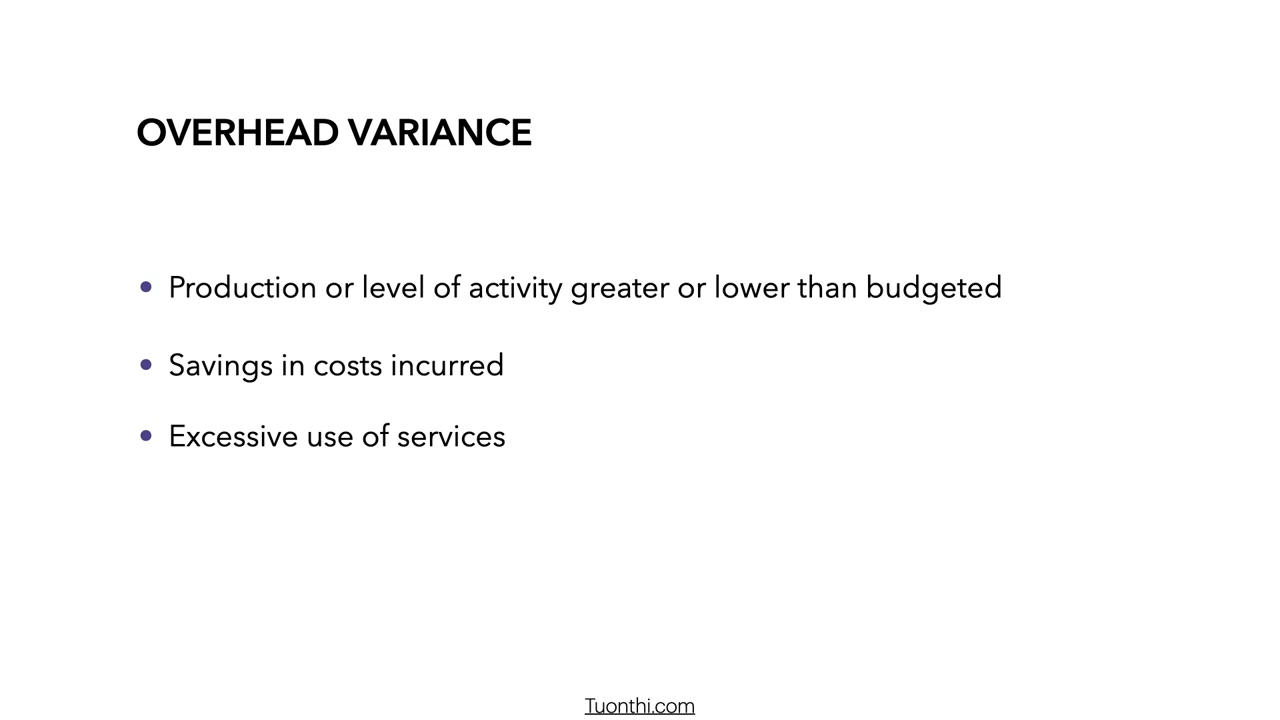 OVERHEAD VARIANCE
• Production or level of activity greater or lower than budgeted
• Savings in costs incurred
• Excessive use of services
Tuonthi.com